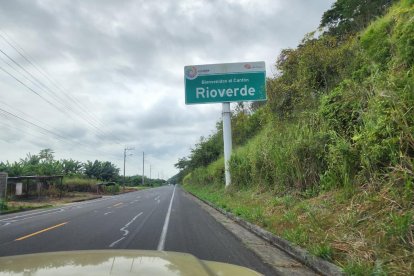 Bienvenidos al Cantón
Rioverde